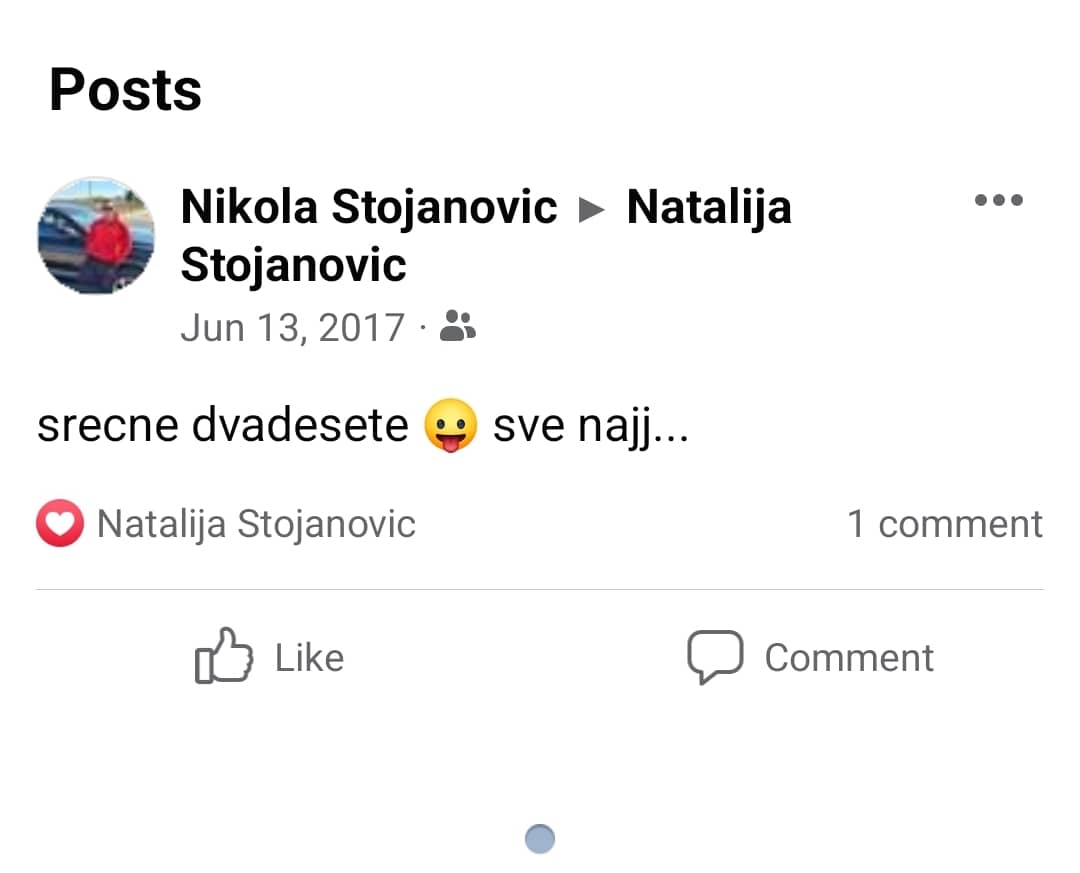 Posts
Nikola Stojanovic ▸ Natalija
Stojanovic
Jun 13, 2017 ·
srecne dvadesete 😛 sve najj...
Natalija Stojanovic
1 comment
Like
Comment